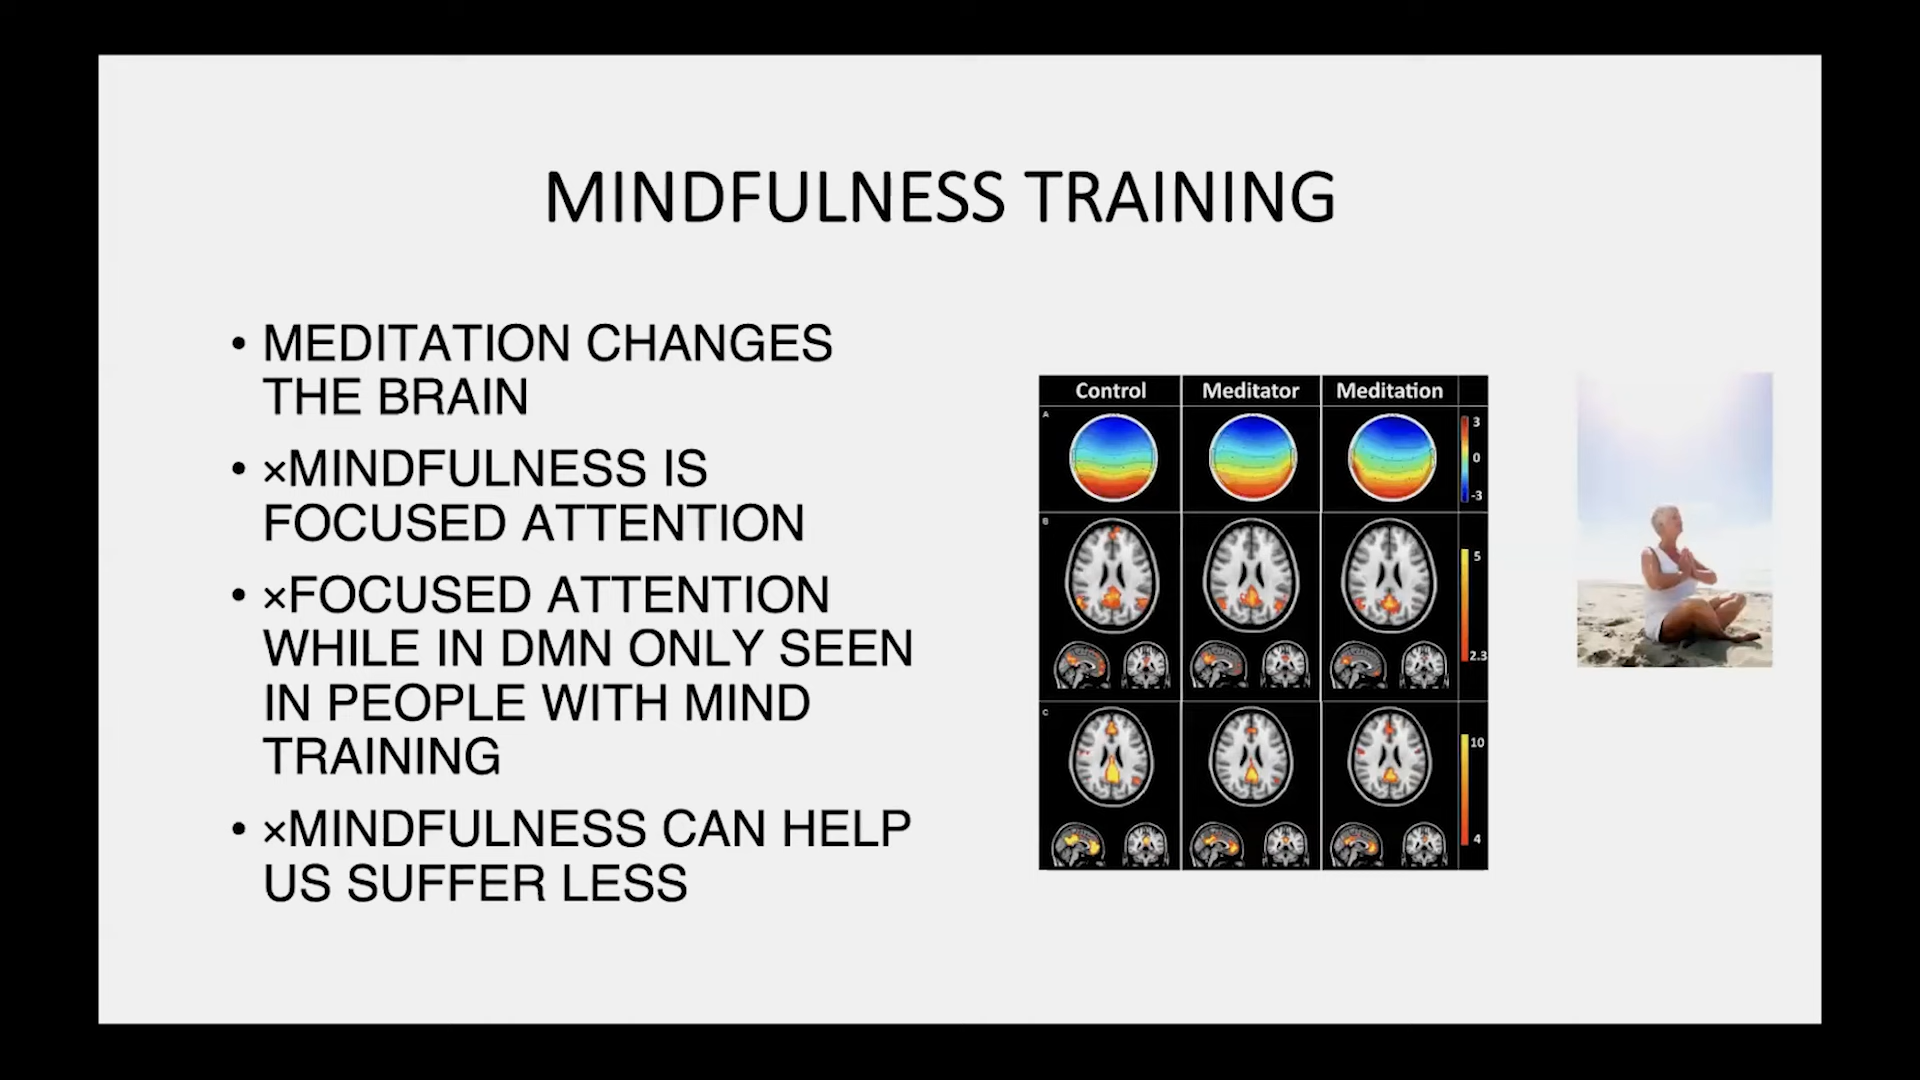 MINDFULNESS TRAINING
• MEDITATION CHANGES
THE BRAIN
• ×MINDFULNESS IS
FOCUSED ATTENTION
• ×FOCUSED ATTENTION
WHILE IN DMN ONLY SEEN
IN PEOPLE WITH MIND
TRAINING
• ×MINDFULNESS CAN HELP
US SUFFER LESS
Control Meditator Meditation
A
3
0
-3
B
5
2.3
C
10
4